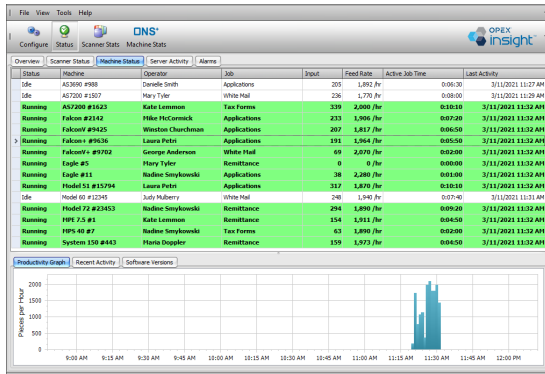 File View Tools Help
Configure Status Scanner Stats Machine Stats
ONS+
OPEX
insight™
Overview Scanner Status Machine Status Server Activity Alarms
Status Machine Operator Job Input Feed Rate Active Job Time Last Activity
Idle AS3690 #988 Danielle Smith Applications 205 1,892 /hr 0:06:30 3/11/2021 11:27 AM
Idle AS7200 #1507 Mary Tyler White Mail 236 1,770 /hr 0:08:00 3/11/2021 11:29 AM
Running AS7200 #1623 Kate Lemmon Tax Forms 339 2,000 /hr 0:10:10 3/11/2021 11:32 AM
Running Falcon #2142 Mike McCormick Applications 233 1,906 /hr 0:07:20 3/11/2021 11:32 AM
Running FalconV #9425 Winston Churchman Applications 207 1,817 /hr 0:06:50 3/11/2021 11:32 AM
Running Falcon+ #9636 Laura Petri Applications 191 1,964 /hr 0:05:50 3/11/2021 11:32 AM
Running FalconV+ #9702 George Anderson White Mail 69 2,070 /hr 0:02:00 3/11/2021 11:32 AM
Running Eagle #5 Mary Tyler Remittance 0 0 /hr 0:00:00 3/11/2021 11:32 AM
Running Eagle #11 Nadine Smykowski Applications 38 2,280 /hr 0:01:00 3/11/2021 11:32 AM
Running Model 51 #15794 Laura Petri Applications 317 1,870 /hr 0:10:10 3/11/2021 11:32 AM
Idle Model 60 #12345 Judy Mulberry White Mail 248 1,940 /hr 0:07:40 3/11/2021 11:31 AM
Running Model 72 #23453 Nadine Smykowski Remittance 294 1,890 /hr 0:09:20 3/11/2021 11:32 AM
Running MPE 7.5 #1 Kate Lemmon Remittance 154 1,911 /hr 0:04:50 3/11/2021 11:32 AM
Running MPS 40 #7 Nadine Smykowski Tax Forms 63 1,890 /hr 0:02:00 3/11/2021 11:32 AM
Running System 150 #443 Maria Doppler Remittance 159 1,973 /hr 0:04:50 3/11/2021 11:32 AM
Productivity Graph Recent Activity Software Versions
Pieces per Hour
2000
1500
1000
500
0
9:00 AM 9:15 AM 9:30 AM 9:45 AM 10:00 AM 10:15 AM 10:30 AM 10:45 AM 11:00 AM 11:15 AM 11:30 AM 11:45 AM 12:00 PM